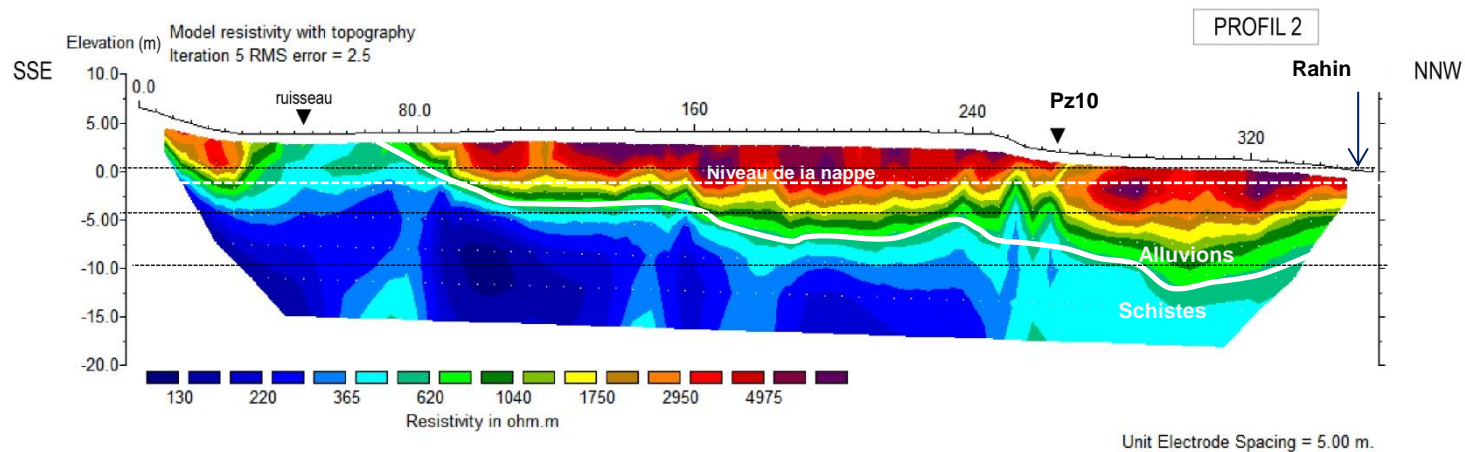 PROFIL 2
Elevation (m) Model resistivity with topography
Iteration 5 RMS error = 2.5
SSE
Rahin
NNW
10.0
0.0
ruisseau
80.0
160
240
Pz10
320
5.00
0.0
Niveau de la nappe
-5.00
Alluvions
-10.0
Schistes
-15.0
-20.0
130 220 365 620 1040 1750 2950 4975
Resistivity in ohm.m
Unit Electrode Spacing = 5.00 m.